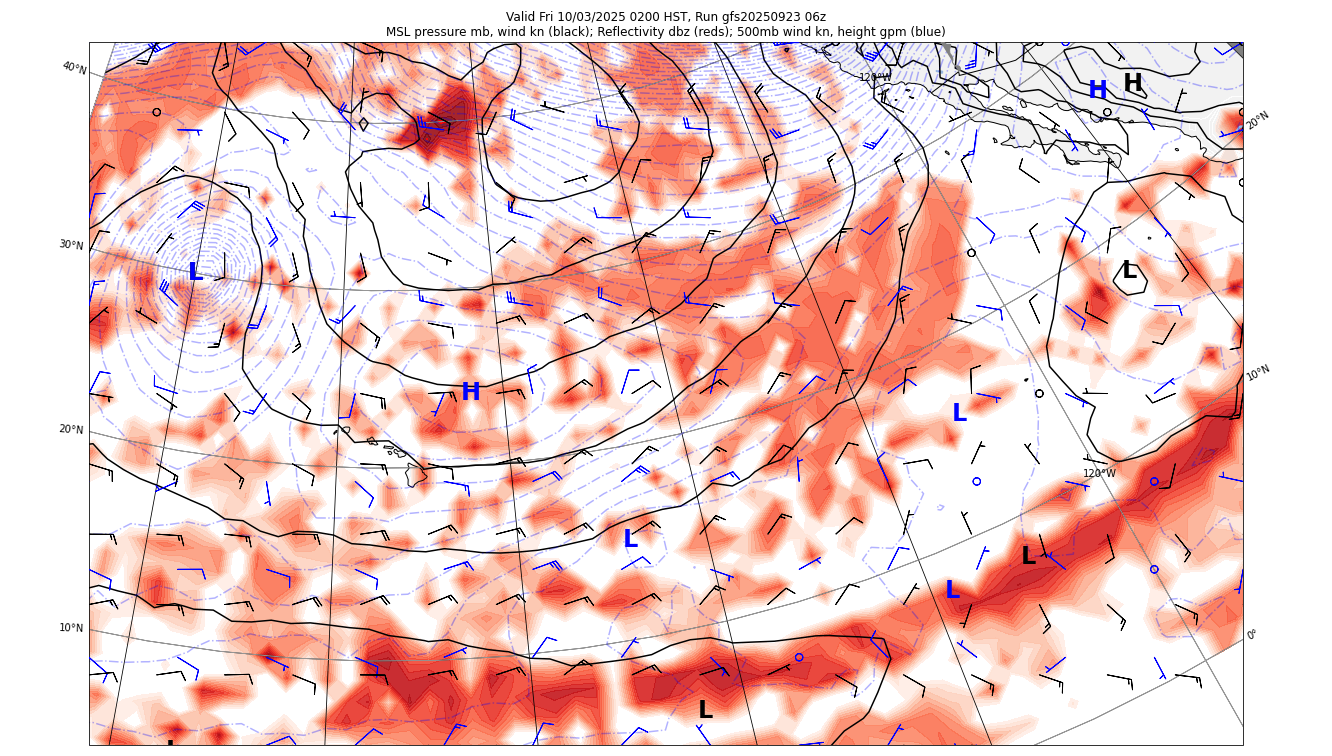 Valid Fri 10/03/2025 0200 HST, Run gfs20250923 06z
MSL pressure mb, wind kn (black); Reflectivity dbz (reds); 500mb wind kn, height gpm (blue)
40°N
120°W
H
H
20°N
30°N
L
L
10°N
H
L
20°N
120°W
L
L
L
10°N
0°
L